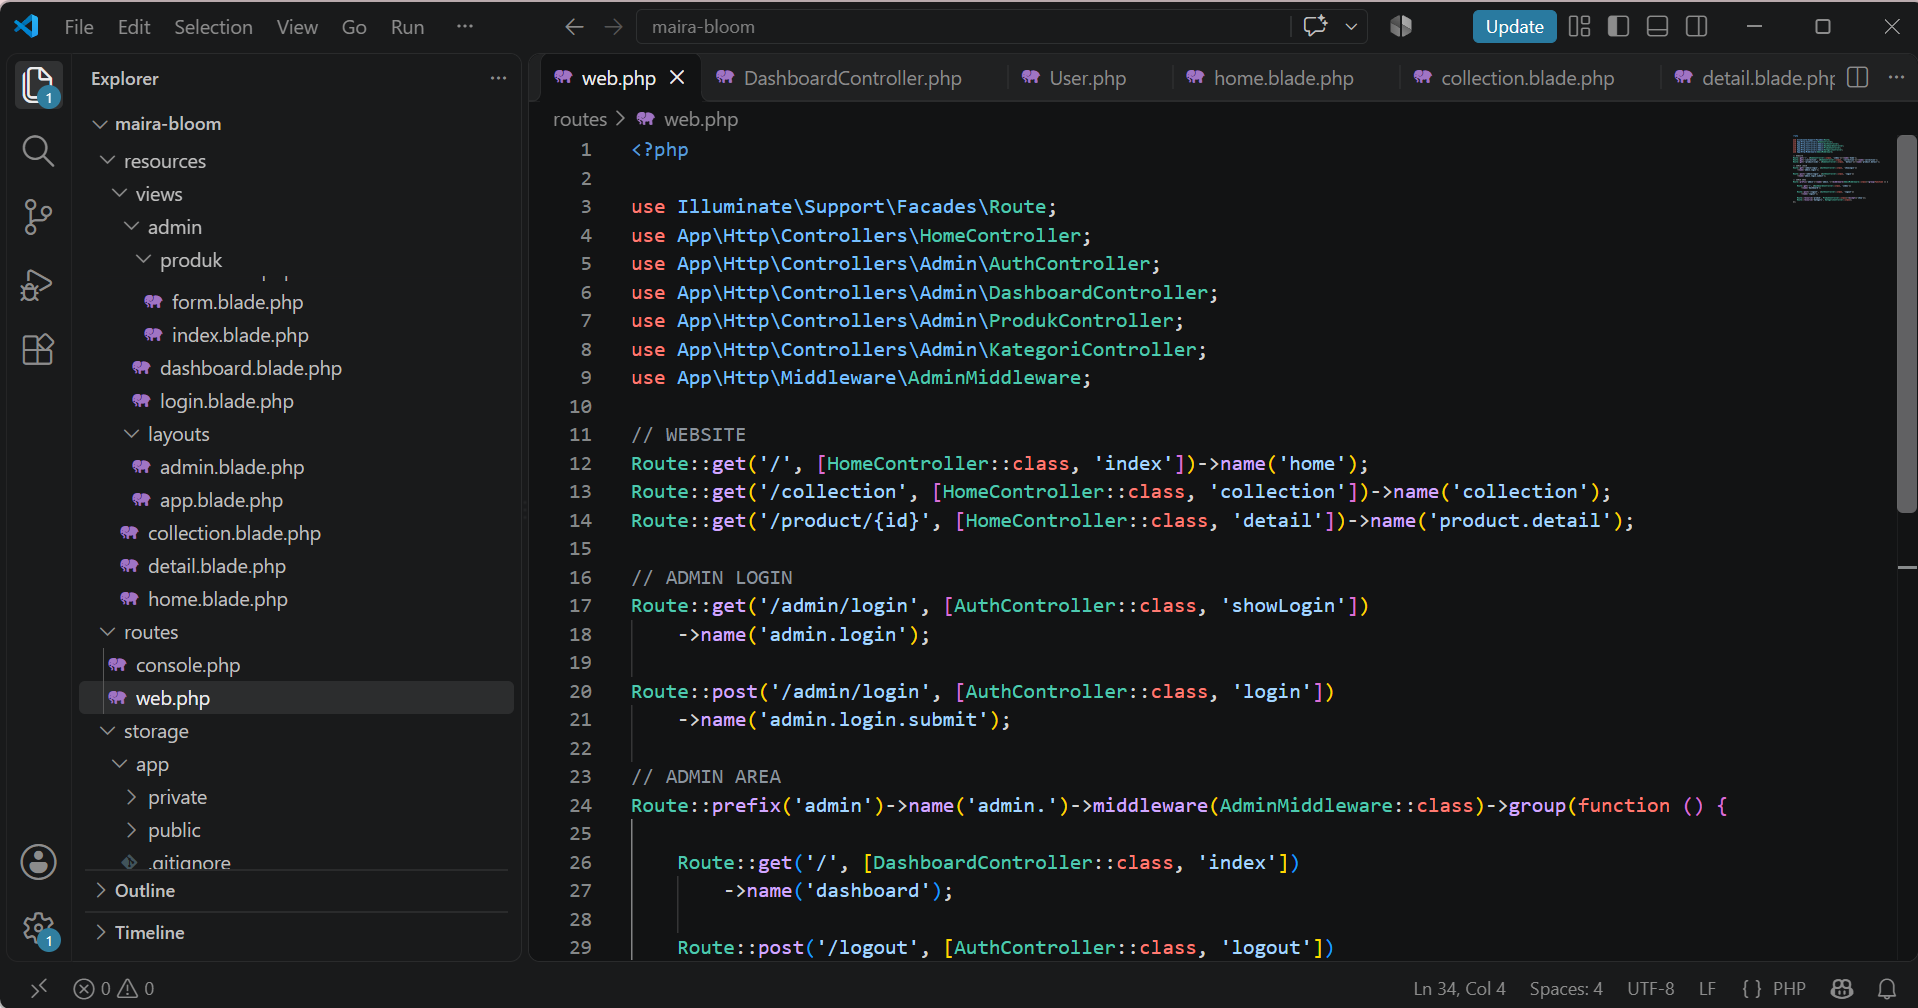 File Edit Selection View Go Run ···
maira-bloom
Update
Explorer
1
maira-bloom
resources
views
admin
produk
form.blade.php
index.blade.php
dashboard.blade.php
login.blade.php
layouts
admin.blade.php
app.blade.php
collection.blade.php
detail.blade.php
home.blade.php
routes
console.php
web.php
storage
app
private
public
.gitignore
Outline
Timeline
1
web.php DashboardController.php User.php home.blade.php collection.blade.php detail.blade.php
routes > web.php
1 <?php
2
3 use Illuminate\Support\Facades\Route;
4 use App\Http\Controllers\HomeController;
5 use App\Http\Controllers\Admin\AuthController;
6 use App\Http\Controllers\Admin\DashboardController;
7 use App\Http\Controllers\Admin\ProdukController;
8 use App\Http\Controllers\Admin\KategoriController;
9 use App\Http\Middleware\AdminMiddleware;
10
11 // WEBSITE
12 Route::get('/', [HomeController::class, 'index'])->name('home');
13 Route::get('/collection', [HomeController::class, 'collection'])->name('collection');
14 Route::get('/product/{id}', [HomeController::class, 'detail'])->name('product.detail');
15
16 // ADMIN LOGIN
17 Route::get('/admin/login', [AuthController::class, 'showLogin'])
18     ->name('admin.login');
19
20 Route::post('/admin/login', [AuthController::class, 'login'])
21     ->name('admin.login.submit');
22
23 // ADMIN AREA
24 Route::prefix('admin')->name('admin.')->middleware(AdminMiddleware::class)->group(function () {
25
26     Route::get('/', [DashboardController::class, 'index'])
27         ->name('dashboard');
28
29     Route::post('/logout', [AuthController::class, 'logout'])
0 0
Ln 34, Col 4 Spaces: 4 UTF-8 LF { } PHP